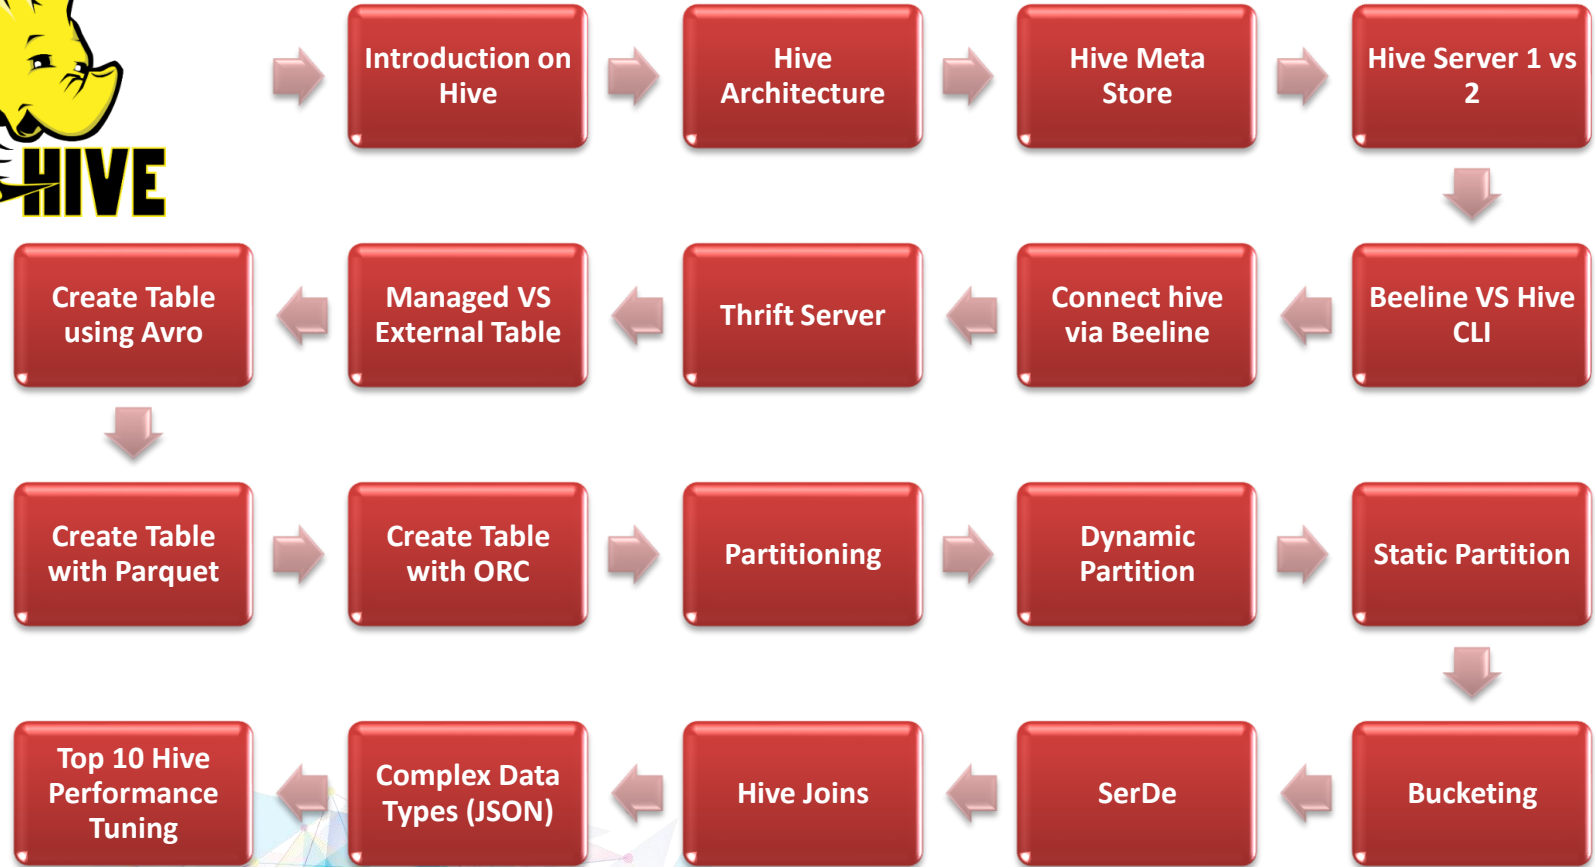 HIVE
Introduction on
Hive
Hive
Architecture
Hive Meta
Store
Hive Server 1 vs
2
Beeline VS Hive
CLI
Connect hive
via Beeline
Thrift Server
Managed VS
External Table
Create Table
using Avro
Create Table
with Parquet
Create Table
with ORC
Partitioning
Dynamic
Partition
Static Partition
Bucketing
SerDe
Hive Joins
Complex Data
Types (JSON)
Top 10 Hive
Performance
Tuning